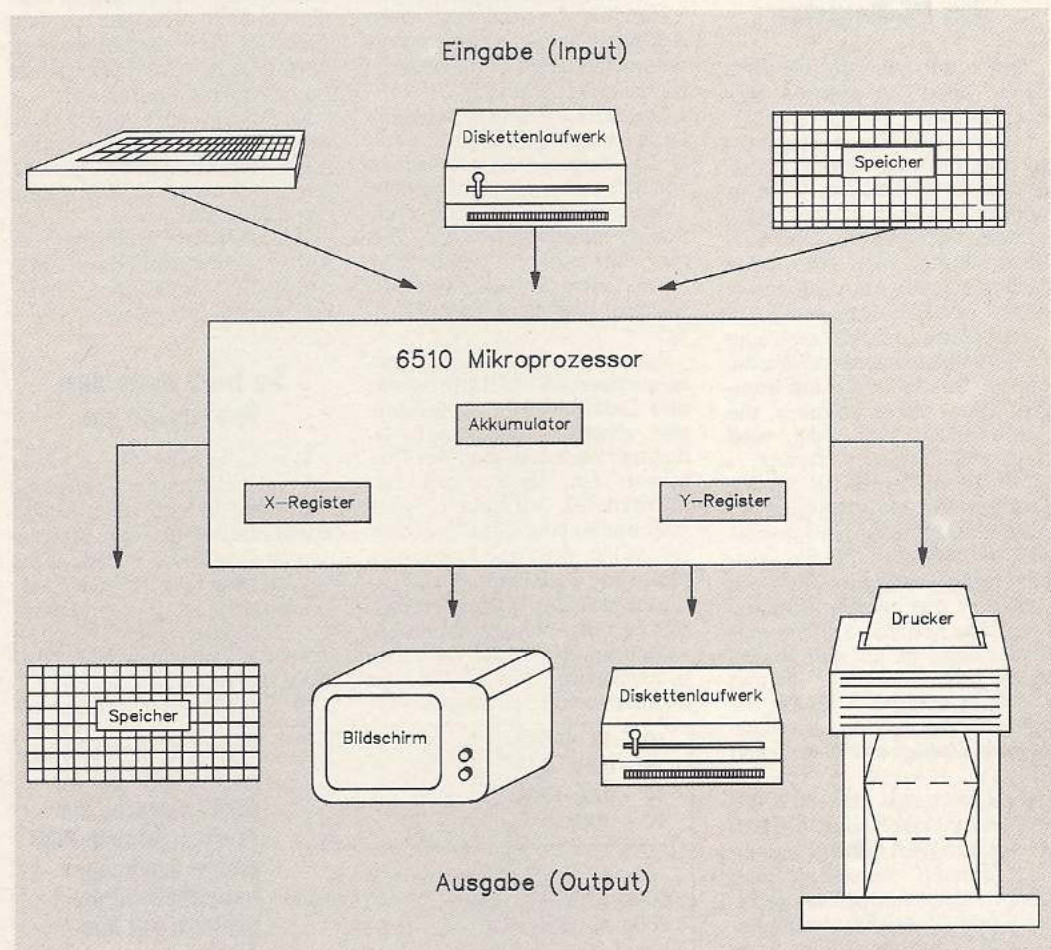 Eingabe (Input)
Diskettenlaufwerk
Speicher
6510 Mikroprozessor
Akkumulator
X-Register
Y-Register
Drucker
Speicher
Bildschirm
Diskettenlaufwerk
Ausgabe (Output)